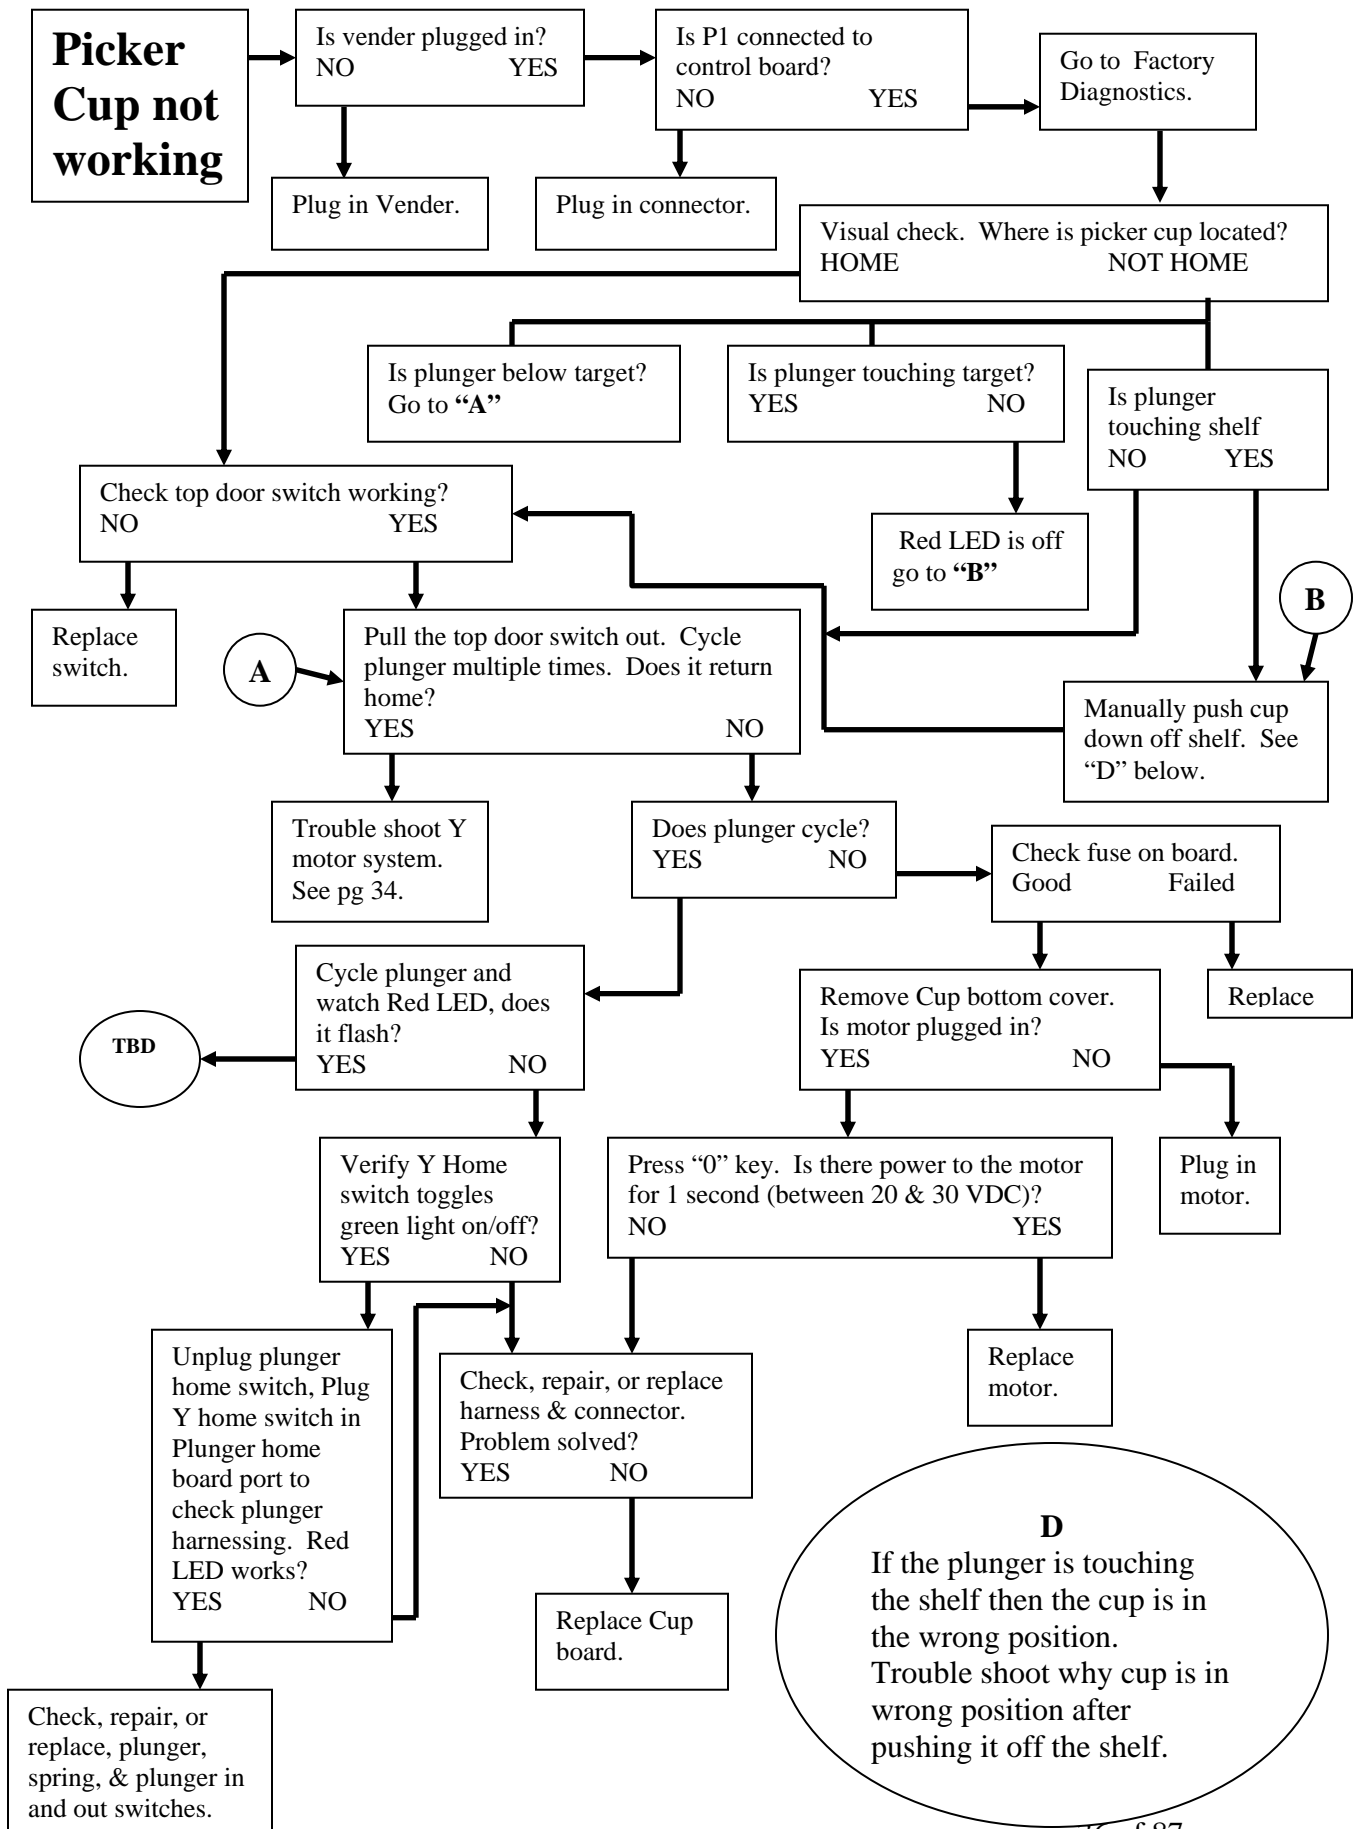 Picker
Cup not
working
Is vender plugged in?
NO YES
Is P1 connected to
control board?
NO YES
Go to Factory
Diagnostics.
Plug in Vender.
Plug in connector.
Visual check. Where is picker cup located?
HOME NOT HOME
Is plunger below target?
Go to “A”
Is plunger touching target?
YES NO
Is plunger
touching shelf
NO YES
Check top door switch working?
NO YES
Red LED is off
go to “B”
B
Replace
switch.
A
Pull the top door switch out. Cycle
plunger multiple times. Does it return
home?
YES NO
Manually push cup
down off shelf. See
“D” below.
Trouble shoot Y
motor system.
See pg 34.
Does plunger cycle?
YES NO
Check fuse on board.
Good Failed
Cycle plunger and
watch Red LED, does
it flash?
YES NO
Remove Cup bottom cover.
Is motor plugged in?
YES NO
Replace
TBD
Verify Y Home
switch toggles
green light on/off?
YES NO
Press “0” key. Is there power to the motor
for 1 second (between 20 & 30 VDC)?
NO YES
Plug in
motor.
Unplug plunger
home switch, Plug
Y home switch in
Plunger home
board port to
check plunger
harnessing. Red
LED works?
YES NO
Check, repair, or replace
harness & connector.
Problem solved?
YES NO
Replace
motor.
Replace Cup
board.
D
If the plunger is touching
the shelf then the cup is in
the wrong position.
Trouble shoot why cup is in
wrong position after
pushing it off the shelf.
Check, repair, or
replace, plunger,
spring, & plunger in
and out switches.
of 87